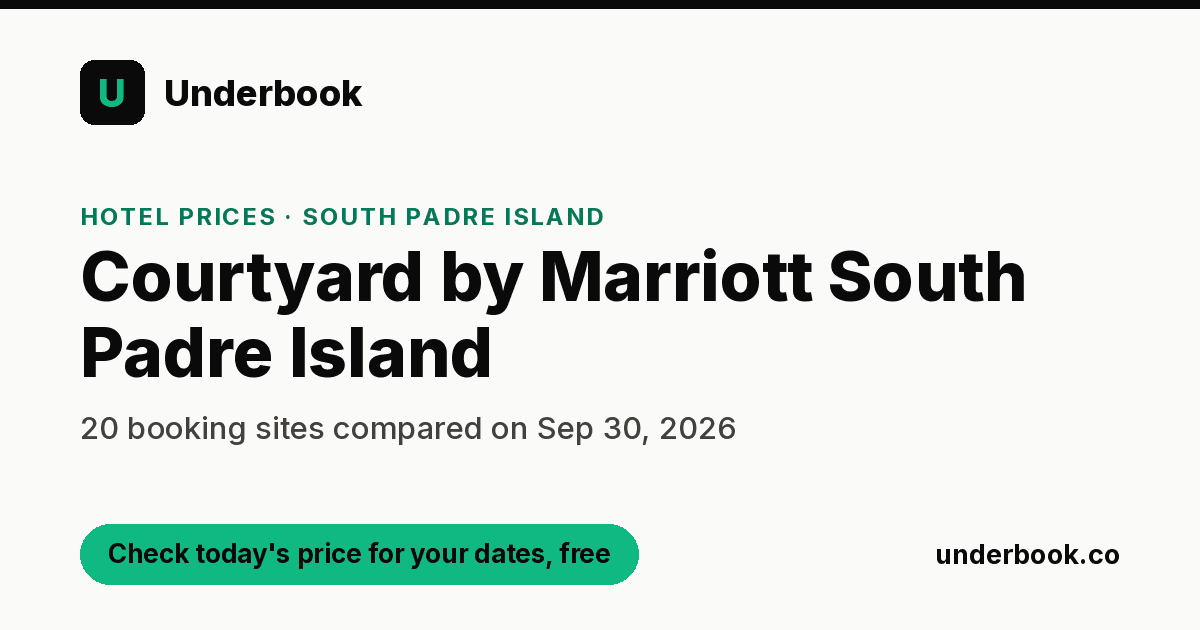 U
Underbook
HOTEL PRICES · SOUTH PADRE ISLAND
Courtyard by Marriott South
Padre Island
20 booking sites compared on Sep 30, 2026
Check today's price for your dates, free
underbook.co